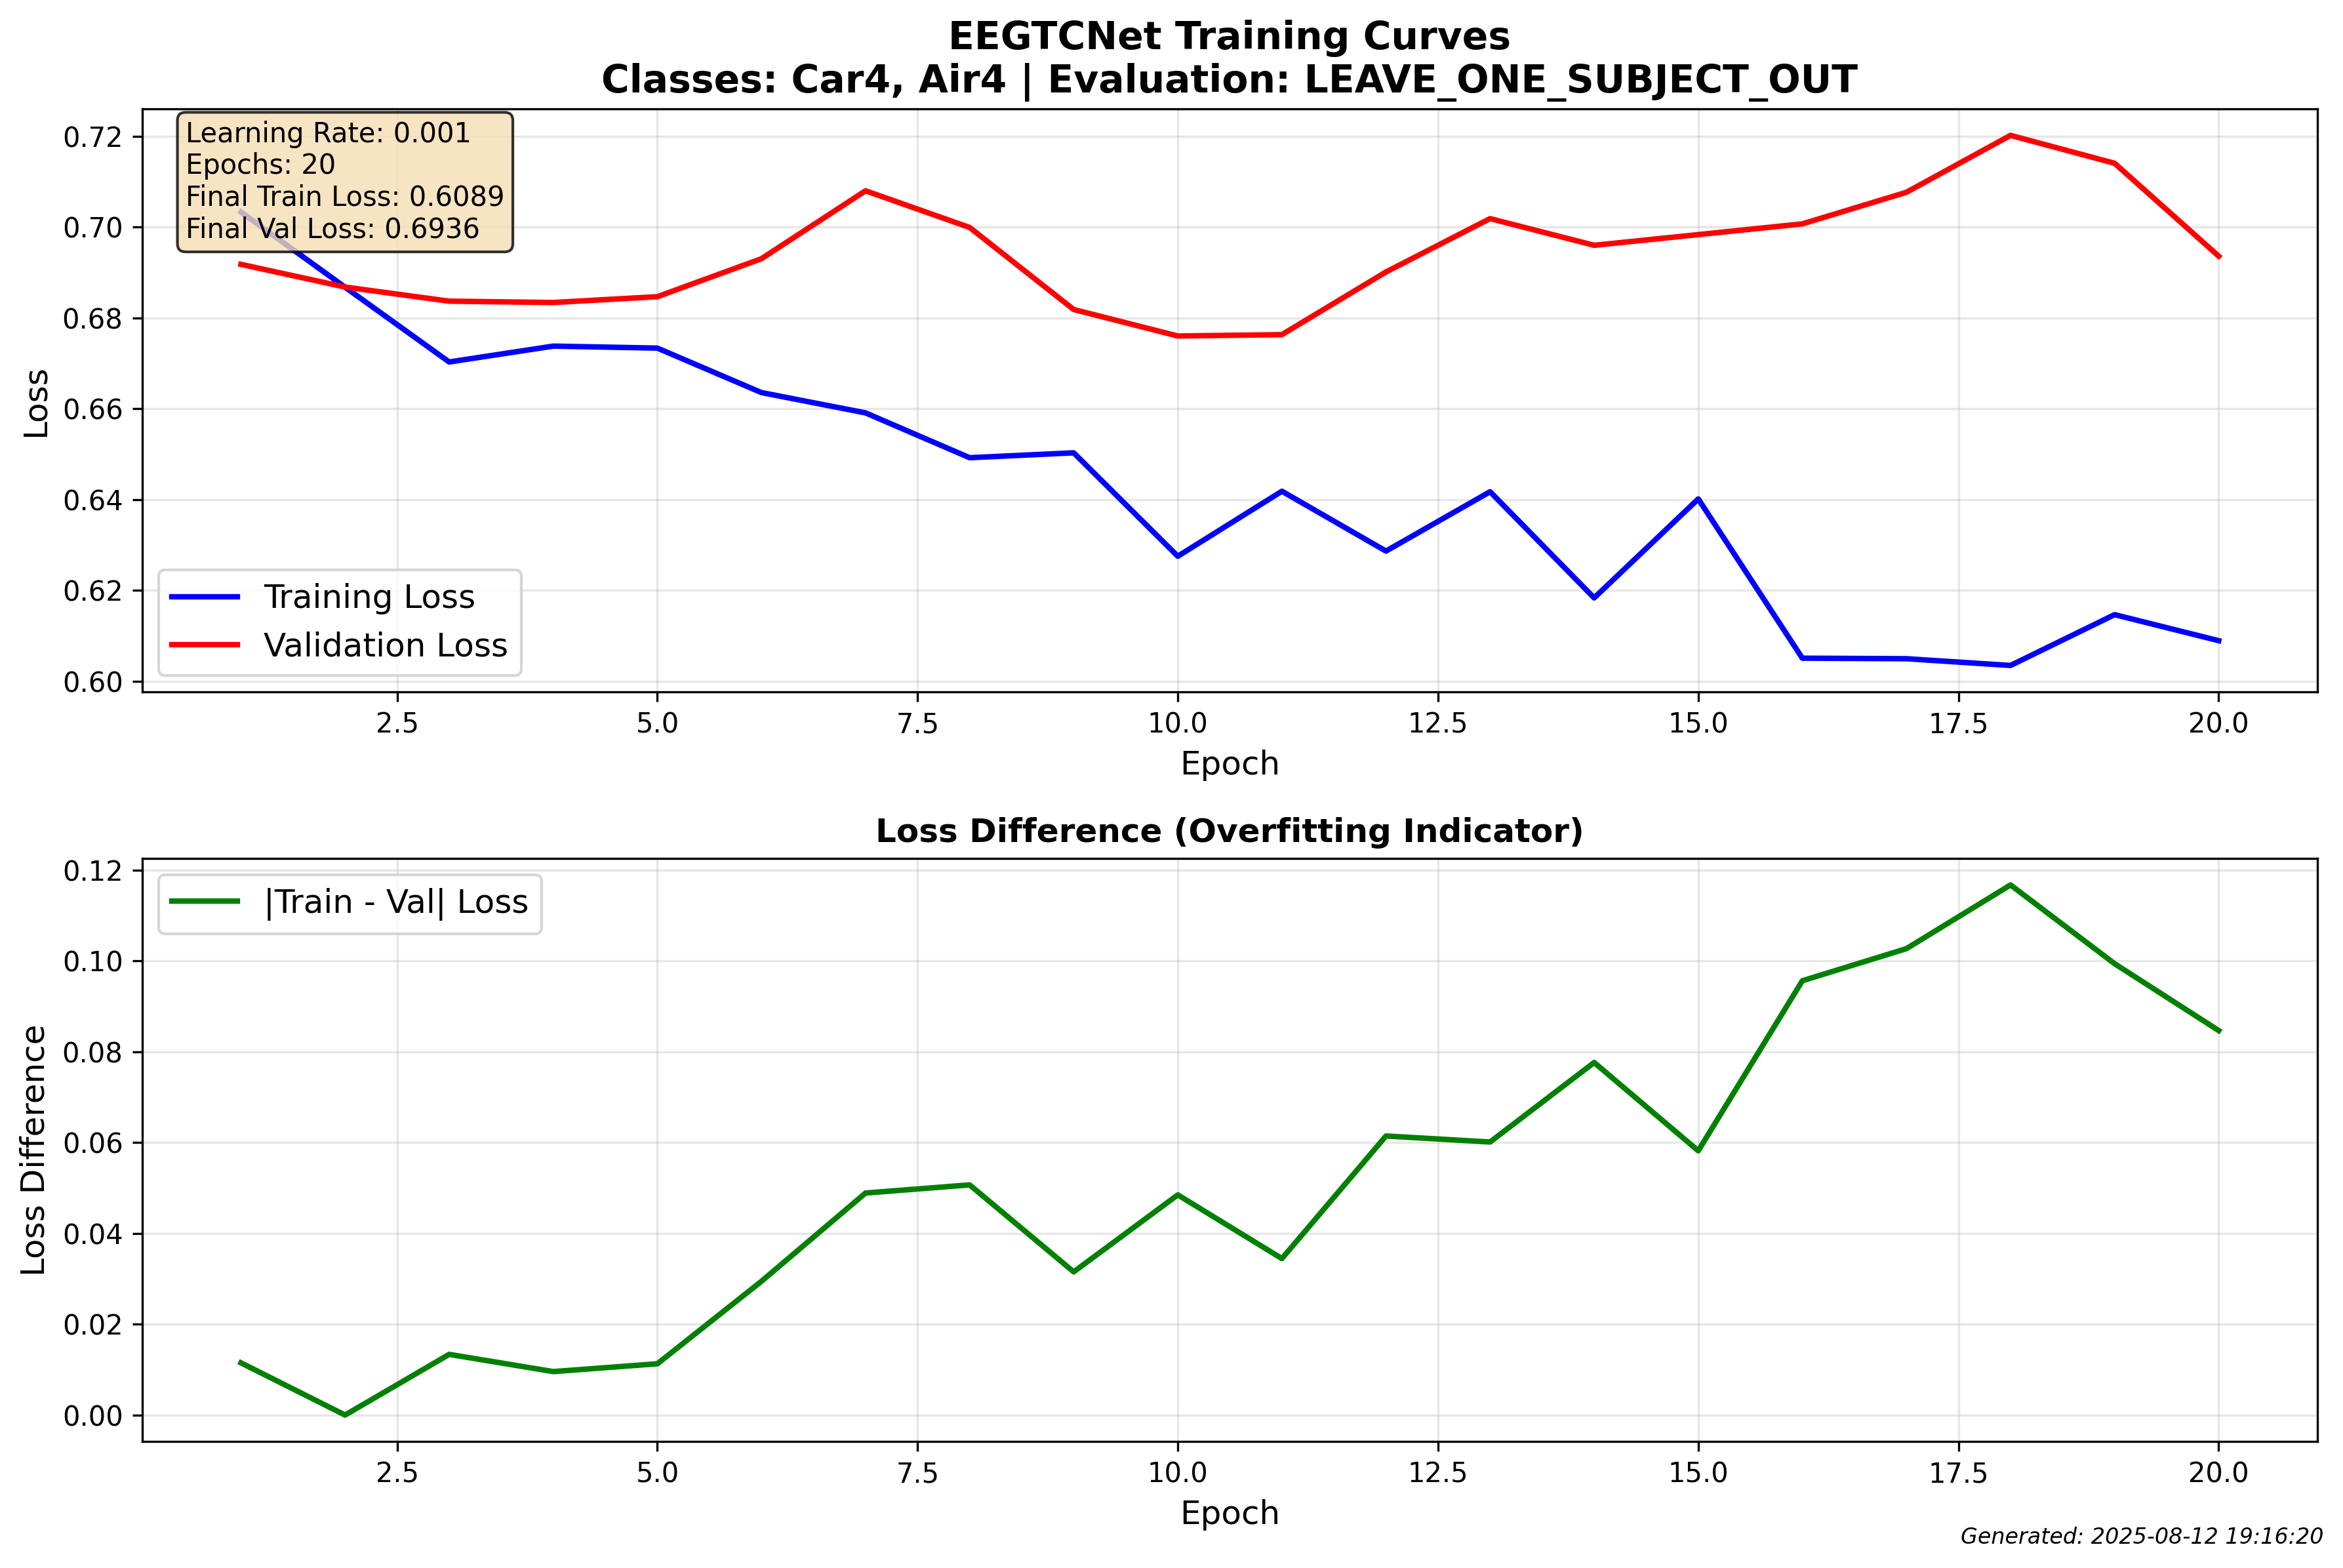 EEGTCNet Training Curves
Classes: Car4, Air4 | Evaluation: LEAVE_ONE_SUBJECT_OUT
Learning Rate: 0.001
Epochs: 20
Final Train Loss: 0.6089
Final Val Loss: 0.6936
0.72
0.70
0.68
0.66
0.64
0.62
0.60
Loss
Training Loss
Validation Loss
2.5 5.0 7.5 10.0 12.5 15.0 17.5 20.0
Epoch
Loss Difference (Overfitting Indicator)
|Train - Val| Loss
0.12
0.10
0.08
0.06
0.04
0.02
0.00
Loss Difference
2.5 5.0 7.5 10.0 12.5 15.0 17.5 20.0
Epoch
Generated: 2025-08-12 19:16:20